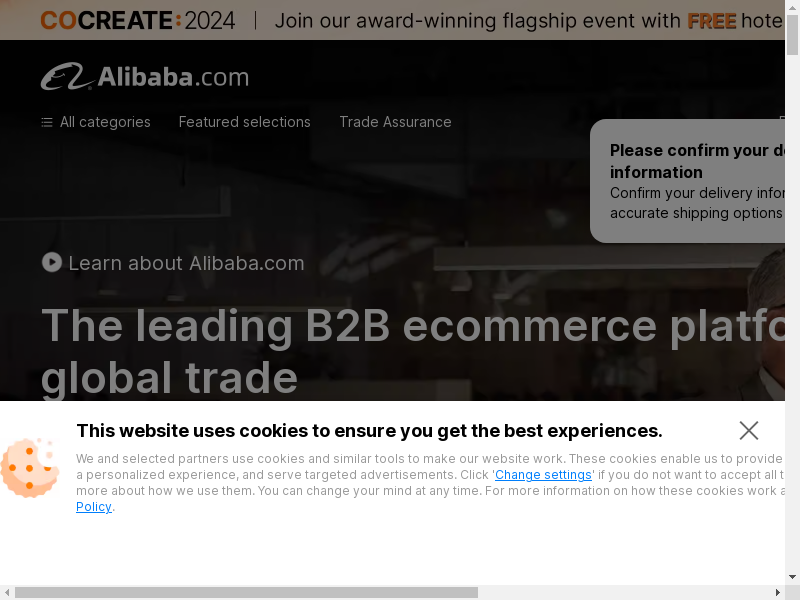 COCREATE:2024 | Join our award-winning flagship event with FREE hote
Alibaba.com
All categories Featured selections Trade Assurance
Please confirm your de
information
Confirm your delivery infor
accurate shipping options
Learn about Alibaba.com
The leading B2B ecommerce platfo
global trade
This website uses cookies to ensure you get the best experiences.
We and selected partners use cookies and similar tools to make our website work. These cookies enable us to provide
a personalized experience, and serve targeted advertisements. Click 'Change settings' if you do not want to accept all t
more about how we use them. You can change your mind at any time. For more information on how these cookies work a
Policy.